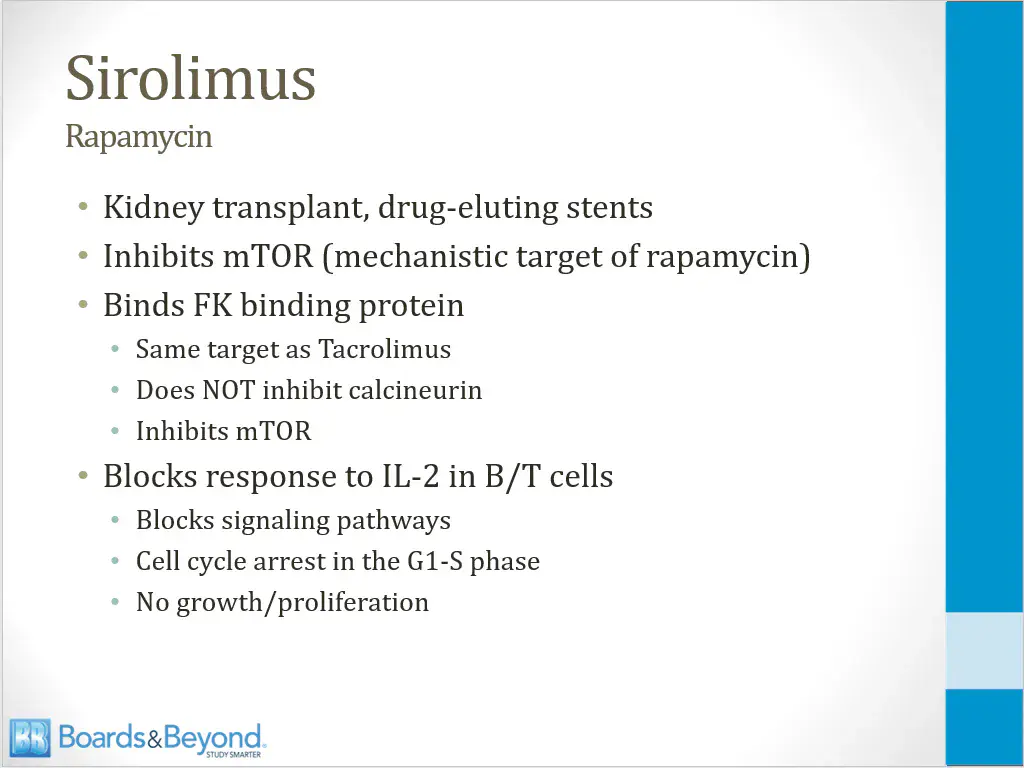 Sirolimus
Rapamycin
• Kidney transplant, drug-eluting stents
• Inhibits mTOR (mechanistic target of rapamycin)
• Binds FK binding protein
• Same target as Tacrolimus
• Does NOT inhibit calcineurin
• Inhibits mTOR
• Blocks response to IL-2 in B/T cells
• Blocks signaling pathways
• Cell cycle arrest in the G1-S phase
• No growth/proliferation
BB Boards&Beyond.
STUDY SMARTER